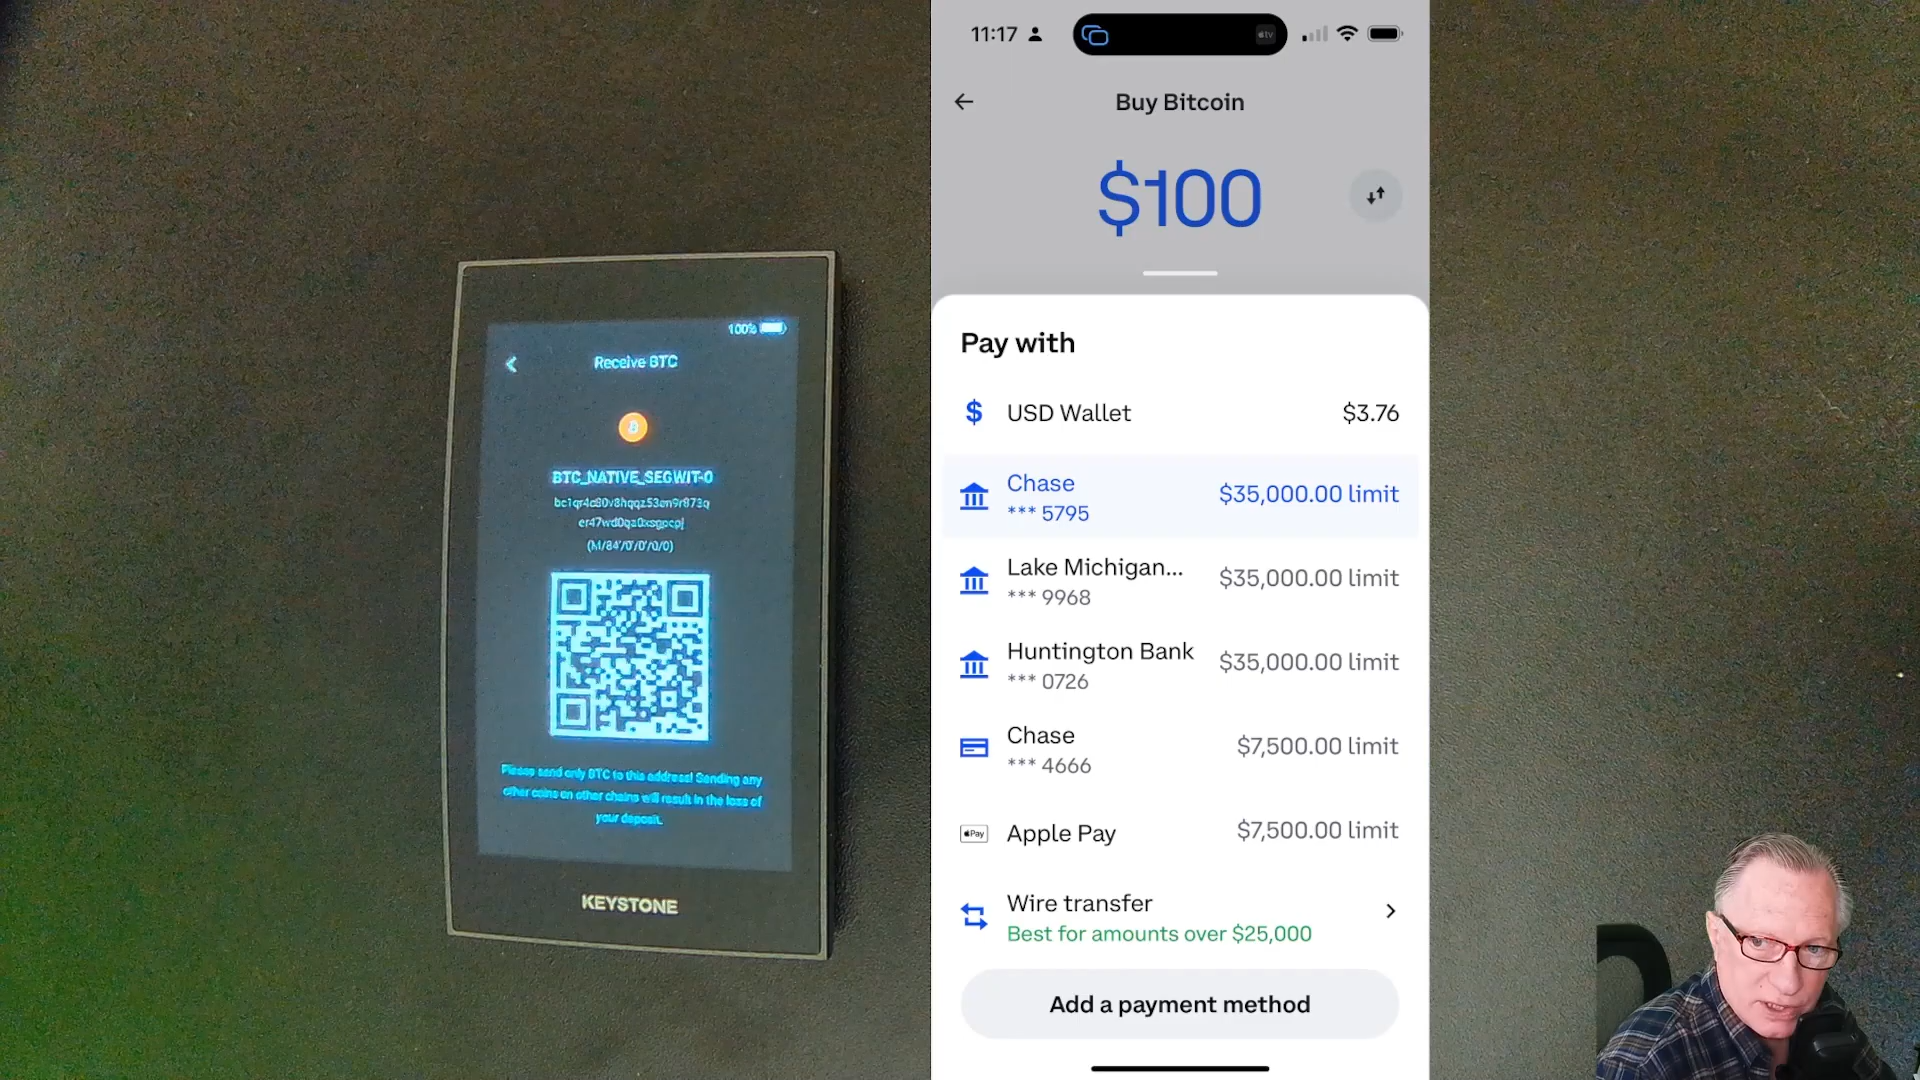 100%
Receive BTC
BTC_NATIVE_SEGWIT-0
(M/84'/0'/0'/0/0)
Please send only BTC to this address! Sending any
other coins on other chains will result in the loss of
your deposit.
KEYSTONE
11:17
tv
Buy Bitcoin
$100
Pay with
USD Wallet $3.76
Chase
*** 5795
$35,000.00 limit
Lake Michigan...
*** 9968
$35,000.00 limit
Huntington Bank
*** 0726
$35,000.00 limit
Chase
*** 4666
$7,500.00 limit
Pay
Apple Pay
$7,500.00 limit
Wire transfer
Best for amounts over $25,000
Add a payment method